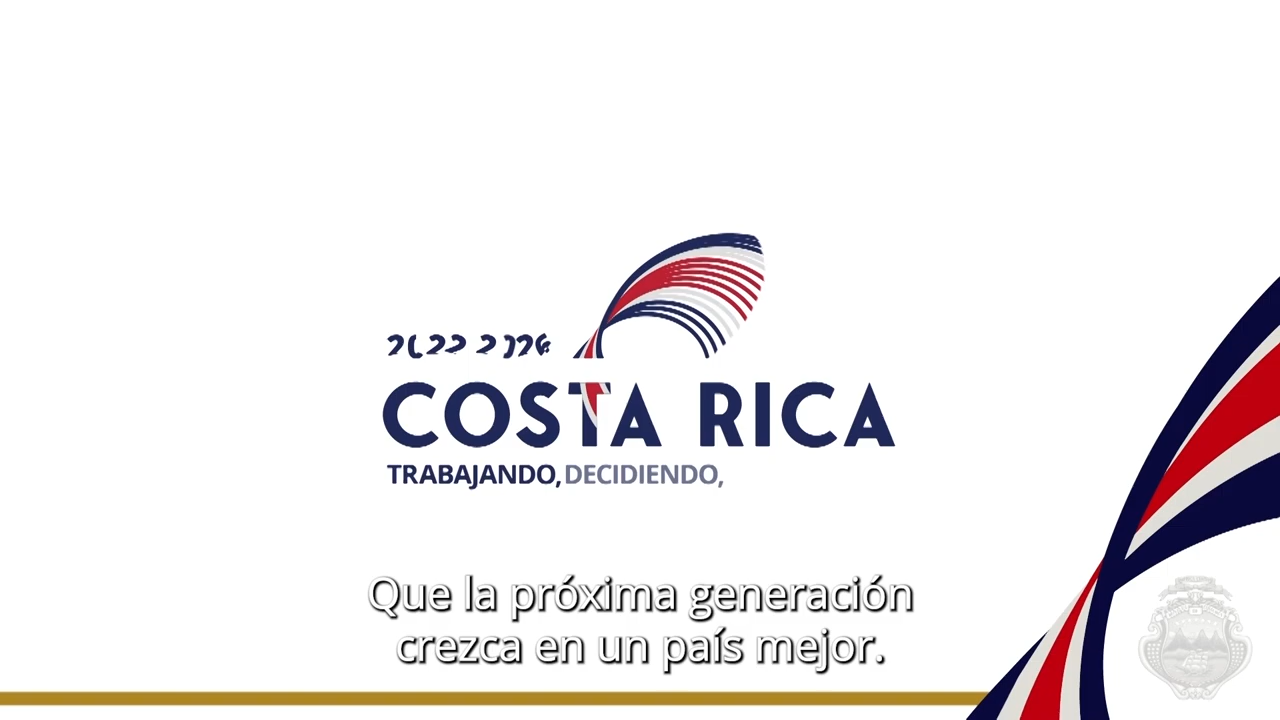 COSTA RICA
TRABAJANDO, DECIDIENDO,
Que la próxima generación
crezca en un país mejor.